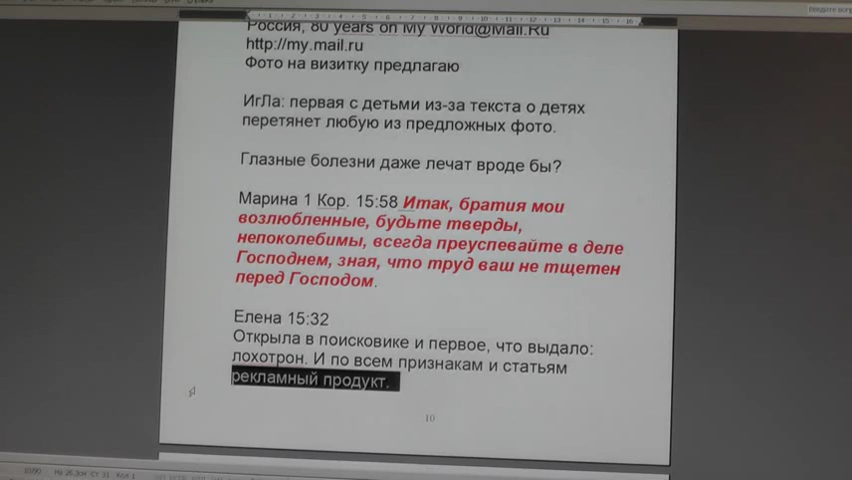 Россия, 80 years on My World@Mail.Ru
http://my.mail.ru
Фото на визитку предлагаю
ИгЛа: первая с детьми из-за текста о детях
перетянет любую из предложных фото.
Глазные болезни даже лечат вроде бы?
Марина 1 Кор. 15:58 Итак, братия мои
возлюбленные, будьте тверды,
непоколебимы, всегда преуспевайте в деле
Господнем, зная, что труд ваш не тщетен
перед Господом.
Елена 15:32
Открыла в поисковике и первое, что выдало:
лохотрон. И по всем признакам и статьям
рекламный продукт.
10